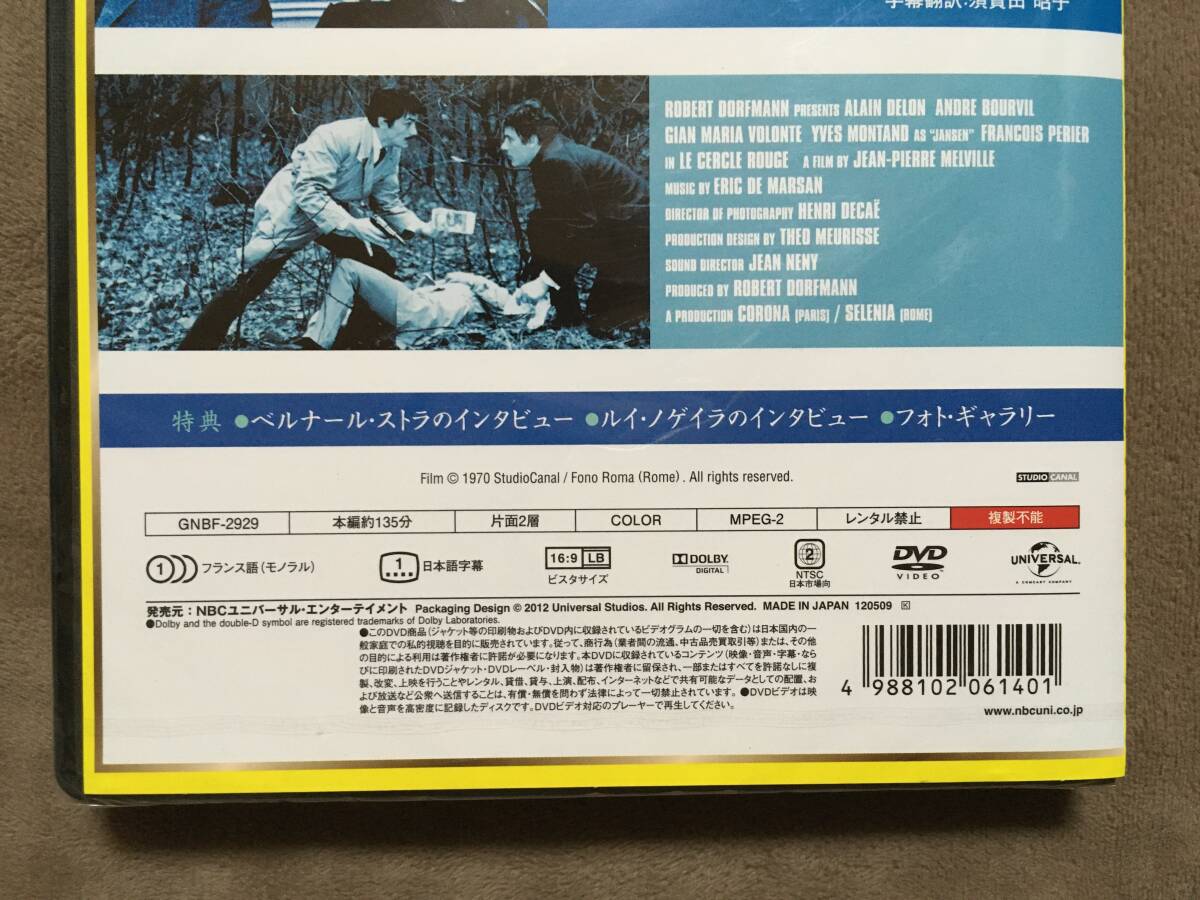 字幕翻訳:須賀田 昭子
ROBERT DORFMANN PRESENTS ALAIN DELON ANDRE BOURVIL
GIAN MARIA VOLONTE YVES MONTAND AS "JANSEN" FRANCOIS PERIER
IN LE CERCLE ROUGE A FILM BY JEAN-PIERRE MELVILLE
MUSIC BY ERIC DE MARSAN
DIRECTOR OF PHOTOGRAPHY HENRI DECAË
PRODUCTION DESIGN BY THEO MEURISSE
SOUND DIRECTOR JEAN NENY
PRODUCED BY ROBERT DORFMANN
A PRODUCTION CORONA [PARIS] / SELENIA [ROME]
特典 ●ベルナール・ストラのインタビュー ●ルイ・ノゲイラのインタビュー ●フォト・ギャラリー
Film © 1970 StudioCanal / Fono Roma (Rome). All rights reserved.
STUDIO CANAL
GNBF-2929 本編約135分 片面2層 COLOR MPEG-2 レンタル禁止 複製不能
1 フランス語(モノラル) 1 日本語字幕 16:9 LB ビスタサイズ DOLBY DIGITAL 2 NTSC 日本市場向 DVD VIDEO UNIVERSAL A COMCAST COMPANY
発売元:NBCユニバーサル・エンターテイメント Packaging Design © 2012 Universal Studios. All Rights Reserved. MADE IN JAPAN 120509 K
●Dolby and the double-D symbol are registered trademarks of Dolby Laboratories.
●このDVD商品(ジャケット等の印刷物およびDVD内に収録されているビデオグラムの一切を含む)は日本国内の一
般家庭での私的視聴を目的に販売されています。従って、商行為(業者間の流通、中古品売買取引等)または、その他
の目的による利用は著作権者に許諾が必要になります。本DVDに収録されているコンテンツ(映像・音声・字幕・なら
びに印刷されたDVDジャケット・DVDレーベル・封入物)は著作権者に留保され、一部またはすべてを許諾なしに複
製、改変、上映を行うことやレンタル、貸借、貸与、上演、配布、インターネットなどで共有可能なデータとしての配置、お
よび放送など公衆へ送信することは、有償・無償を問わず法律によって一切禁止されています。●DVDビデオは映
像と音声を高密度に記録したディスクです。DVDビデオ対応のプレーヤーで再生してください。
4 988102 061401
www.nbcuni.co.jp